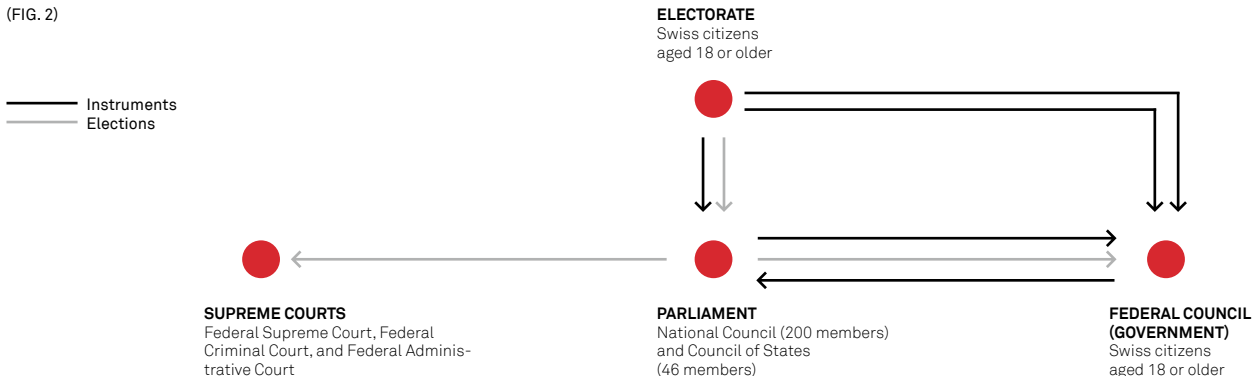 (FIG. 2)
ELECTORATE
Swiss citizens
aged 18 or older
Instruments
Elections
SUPREME COURTS
Federal Supreme Court, Federal
Criminal Court, and Federal Adminis-
trative Court
PARLIAMENT
National Council (200 members)
and Council of States
(46 members)
FEDERAL COUNCIL
(GOVERNMENT)
Swiss citizens
aged 18 or older